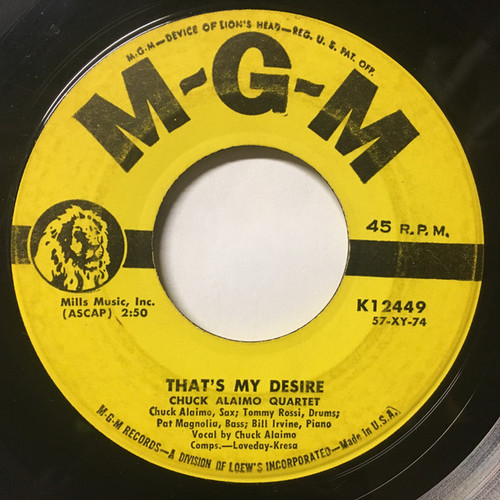 M-G-M—DEVICE OF LION'S HEAD—REG. U. S. PAT. OFF.
M-G-M
45 R.P.M.
Mills Music, Inc.
(ASCAP) 2:50
K12449
57-XY-74
THAT'S MY DESIRE
CHUCK ALAIMO QUARTET
Chuck Alaimo, Sax; Tommy Rossi, Drums;
Pat Magnolia, Bass; Bill Irvine, Piano
Vocal by Chuck Alaimo
Comps.—Loveday-Kresa
M-G-M RECORDS—A DIVISION OF LOEW'S INCORPORATED—Made in U.S.A.